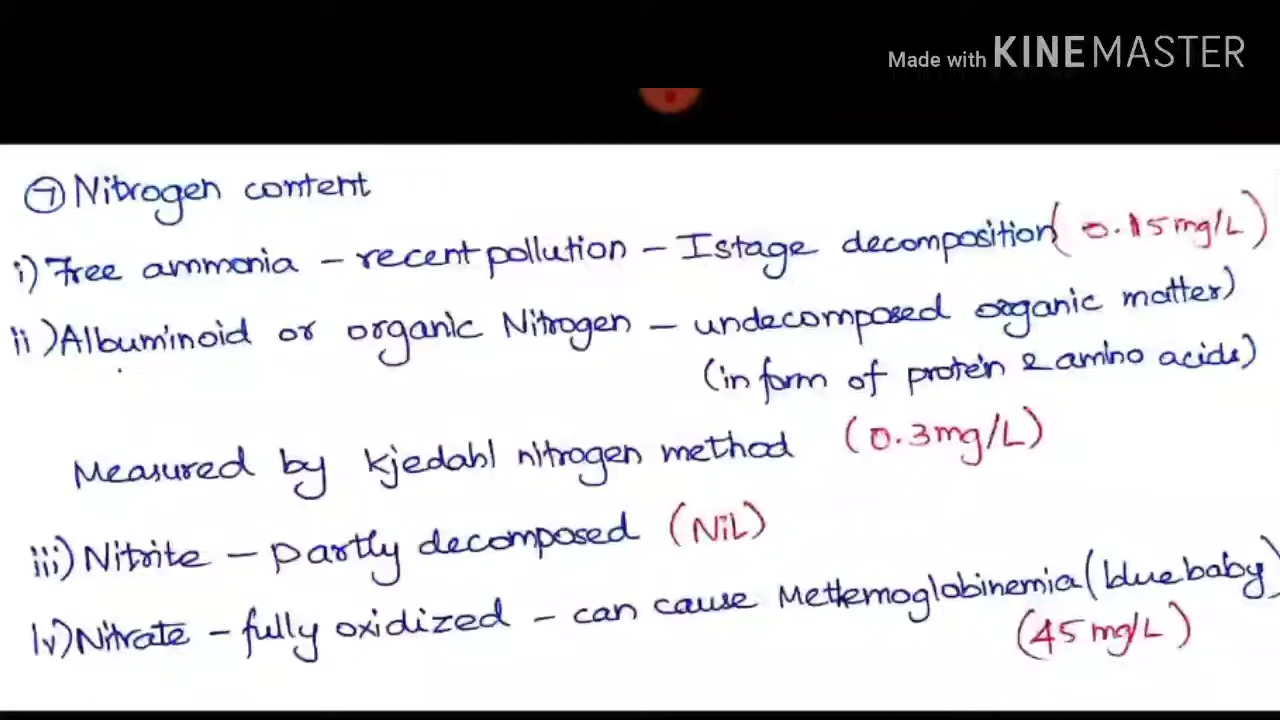 Made with KINEMASTER
⑦ Nitrogen content
i) Free ammonia - recent pollution - I stage decomposition (0.15mg/L)
ii) Albuminoid or organic Nitrogen - undecomposed organic matter)
(in form of protein & amino acids)
Measured by Kjedahl nitrogen method (0.3mg/L)
iii) Nitrite - Partly decomposed (NiL)
iv) Nitrate - fully oxidized - can cause Methemoglobinemia (blue baby)
(45 mg/L)